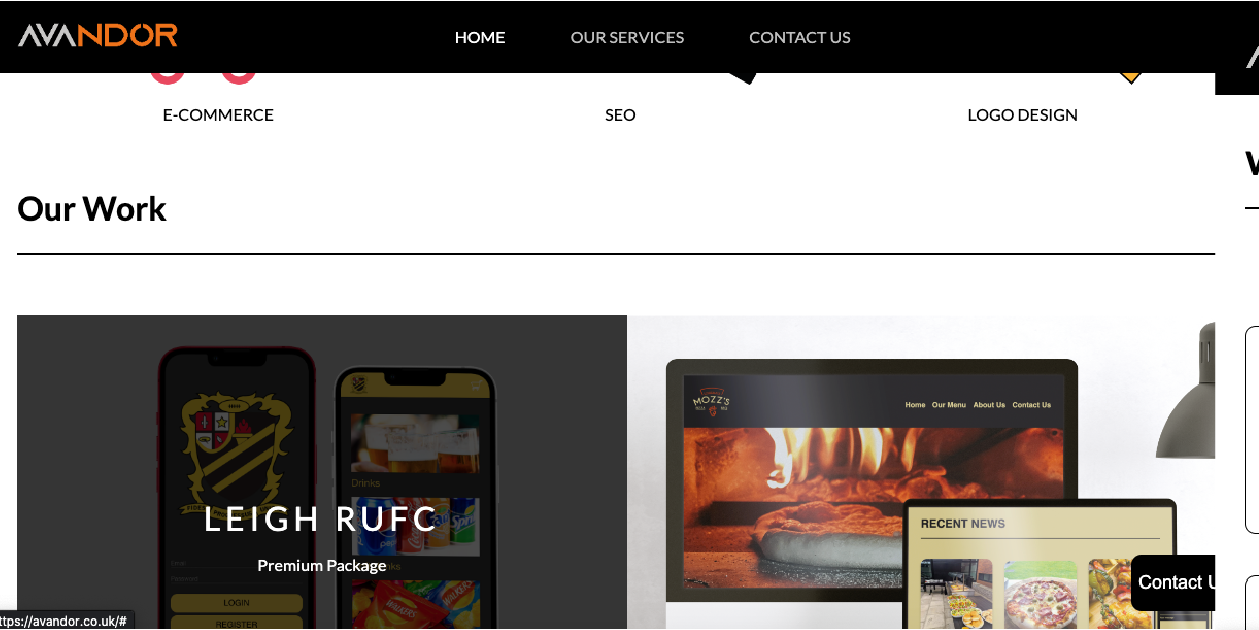 AVANDOR
HOME
OUR SERVICES
CONTACT US
E-COMMERCE
SEO
LOGO DESIGN
Our Work
Drinks
LEIGH RUFC
Premium Package
LOGIN
REGISTER
MOZZ'S
Home Our Menu About Us Contact Us
RECENT NEWS
Contact U
ttps://avandor.co.uk/#